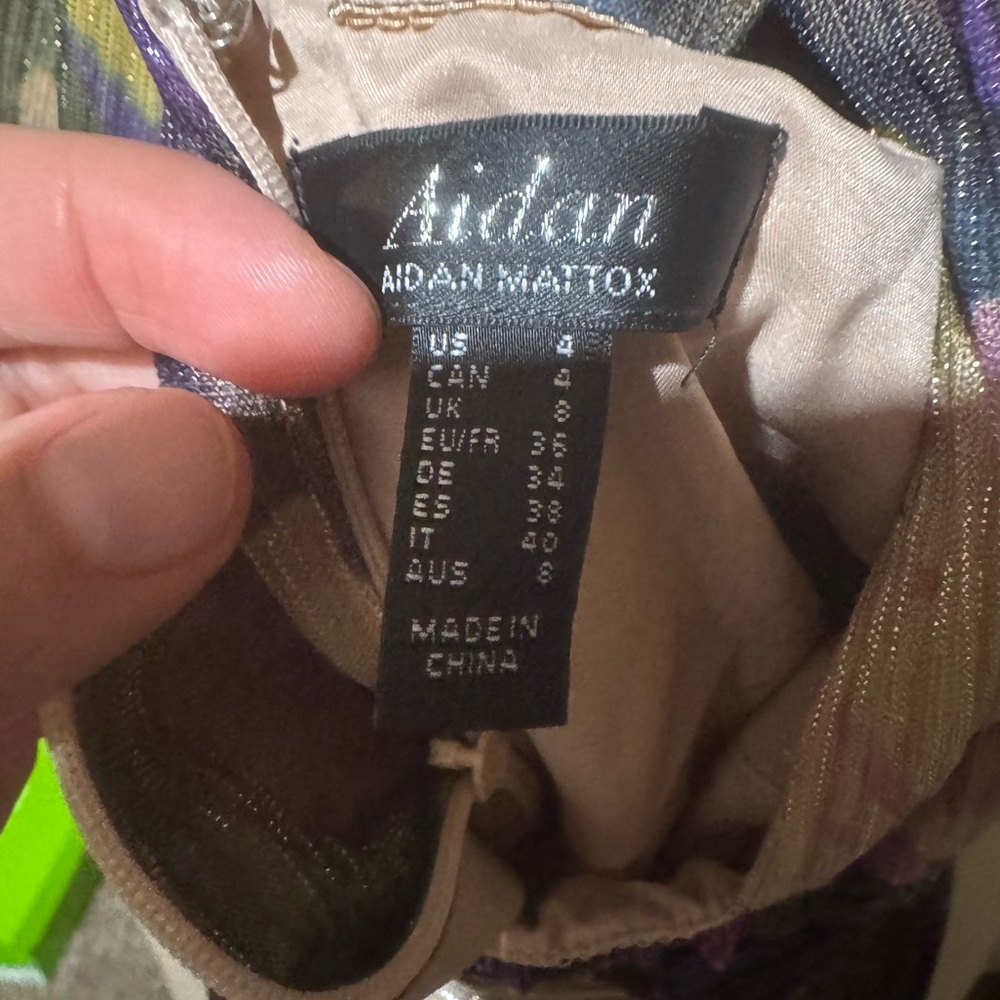 Aidan
AIDAN MATTOX
US 4
CAN 4
UK 8
EU/FR 36
DE 34
ES 38
IT 40
AUS 8
MADE IN
CHINA